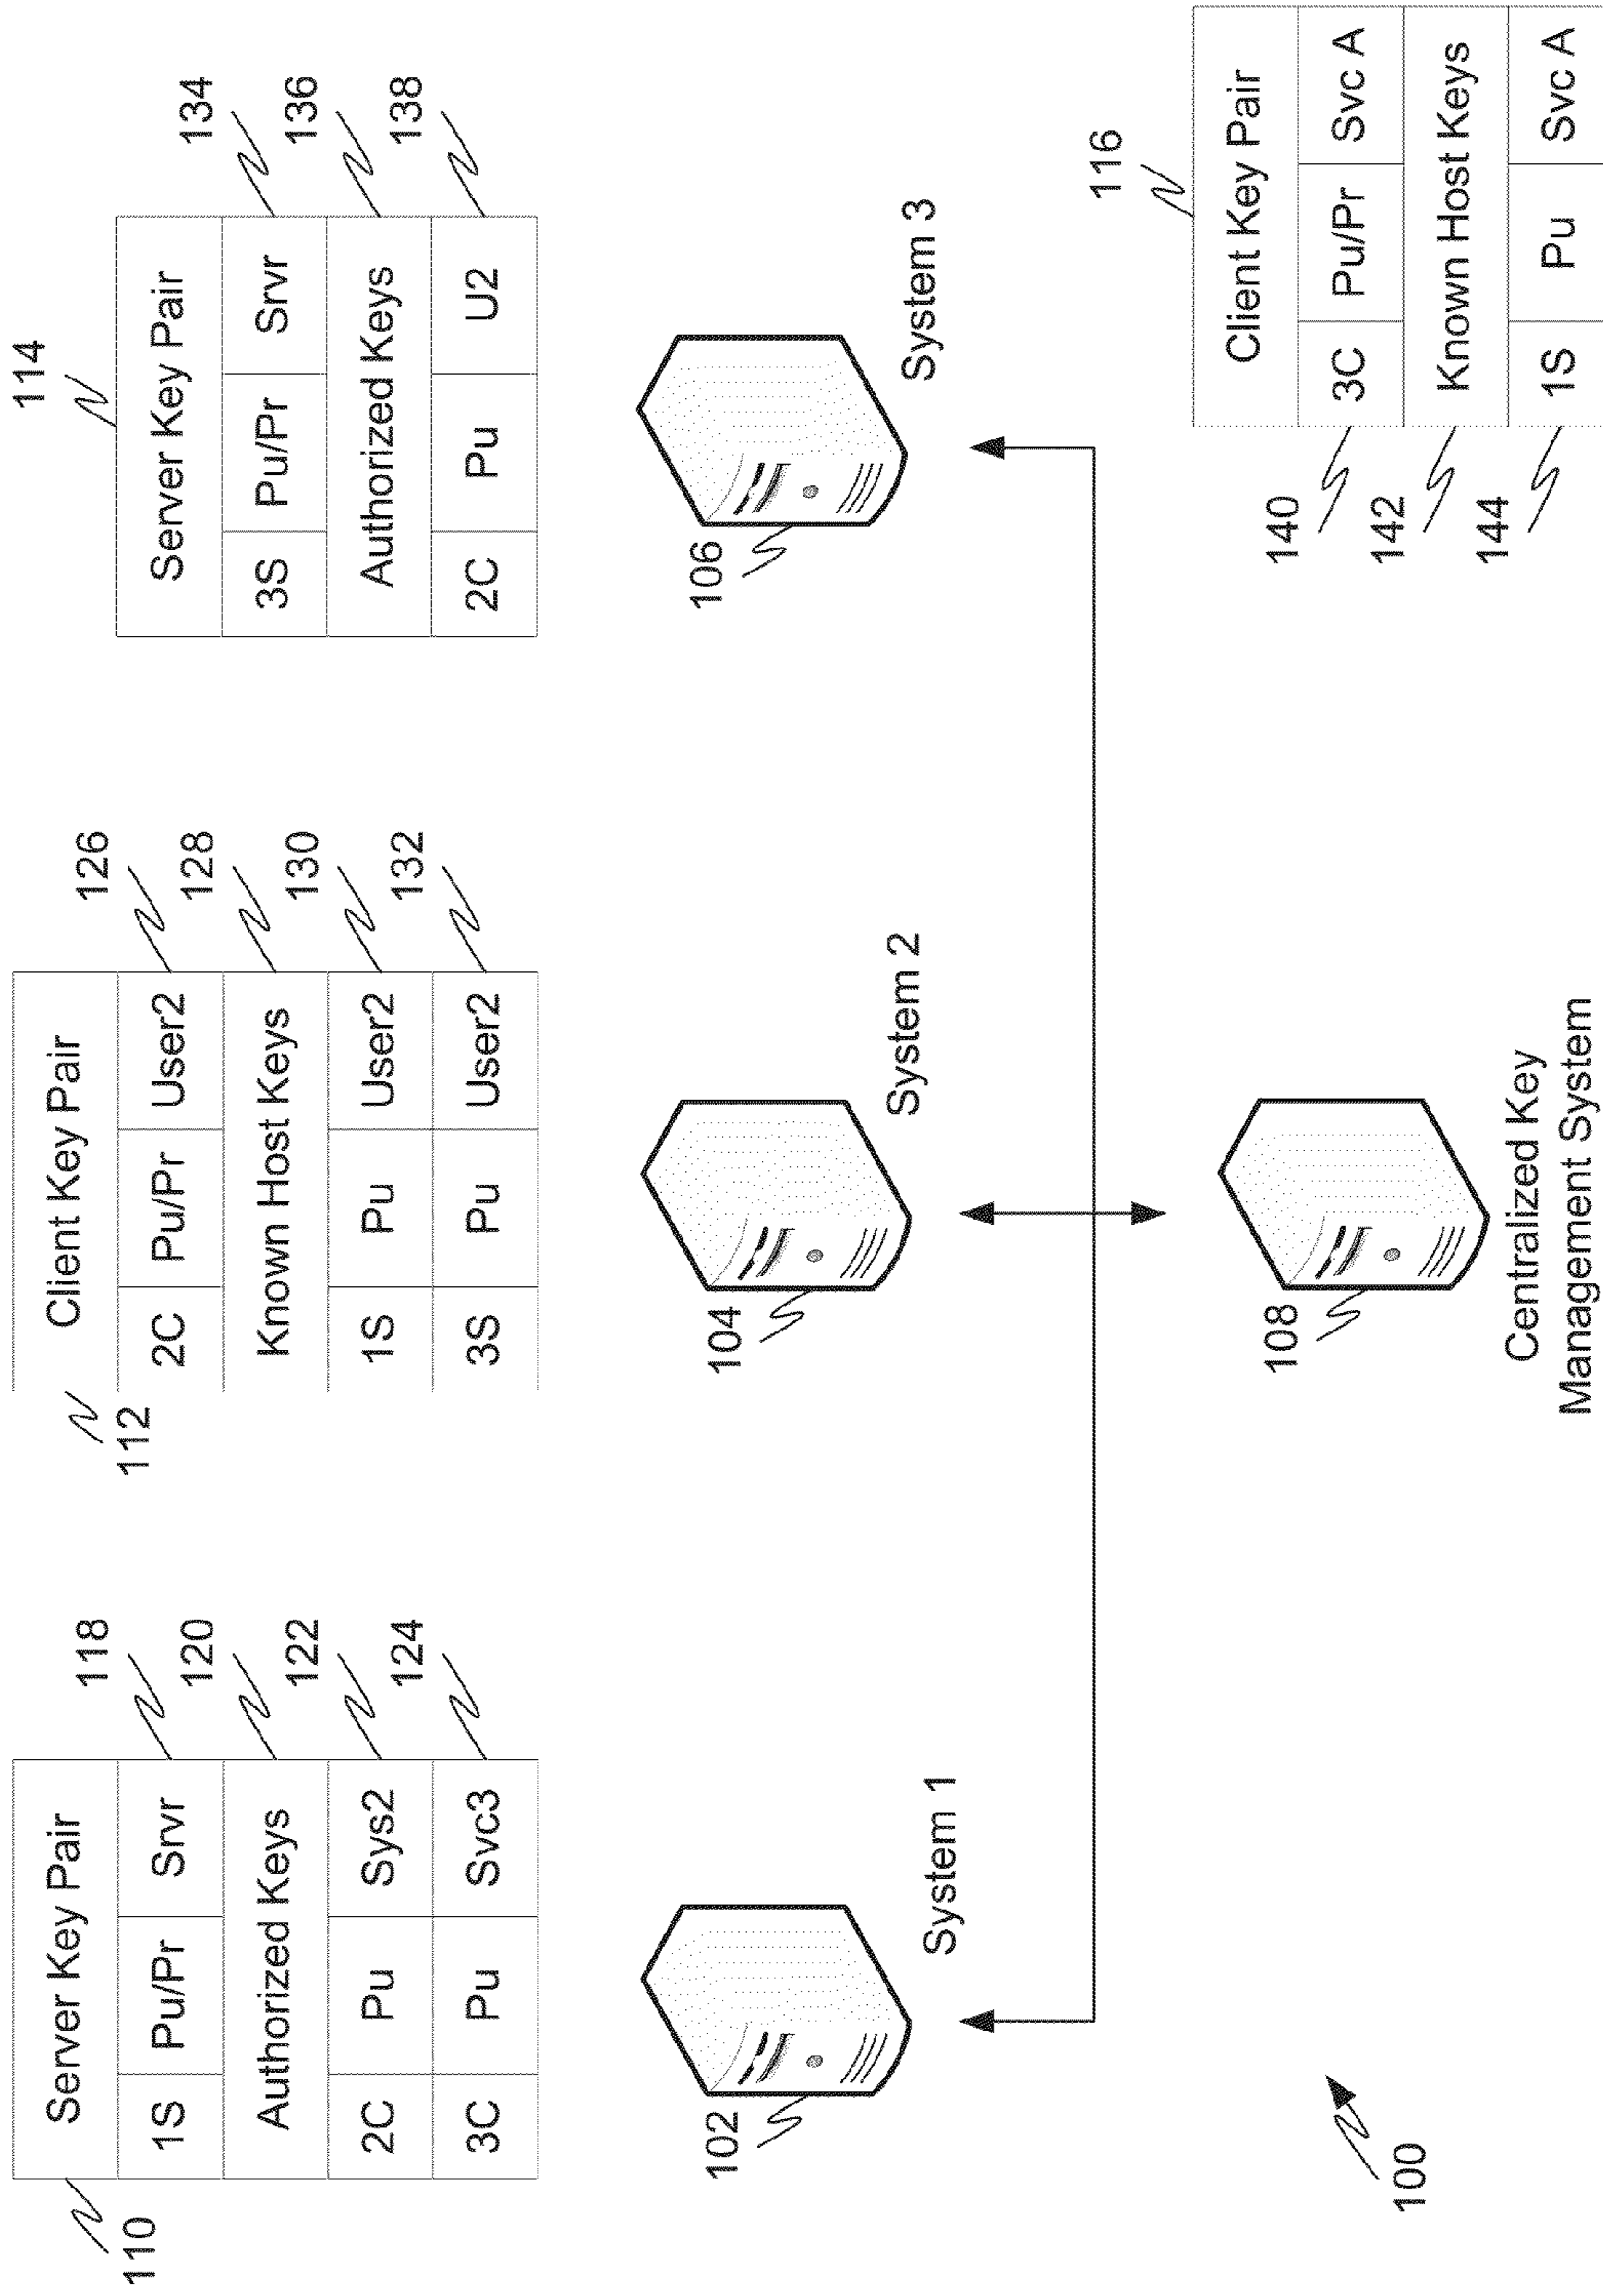 110
Server Key Pair
1S Pu/Pr Srvr
118
Authorized Keys
120
2C Pu Sys2
122
3C Pu Svc3
124
112
Client Key Pair
2C Pu/Pr User2
126
Known Host Keys
128
1S Pu User2
130
3S Pu User2
132
114
Server Key Pair
3S Pu/Pr Srvr
134
Authorized Keys
136
2C Pu U2
138
102
System 1
104
System 2
106
System 3
108
Centralized Key
Management System
116
Client Key Pair
140
3C Pu/Pr Svc A
142
Known Host Keys
144
1S Pu Svc A
100